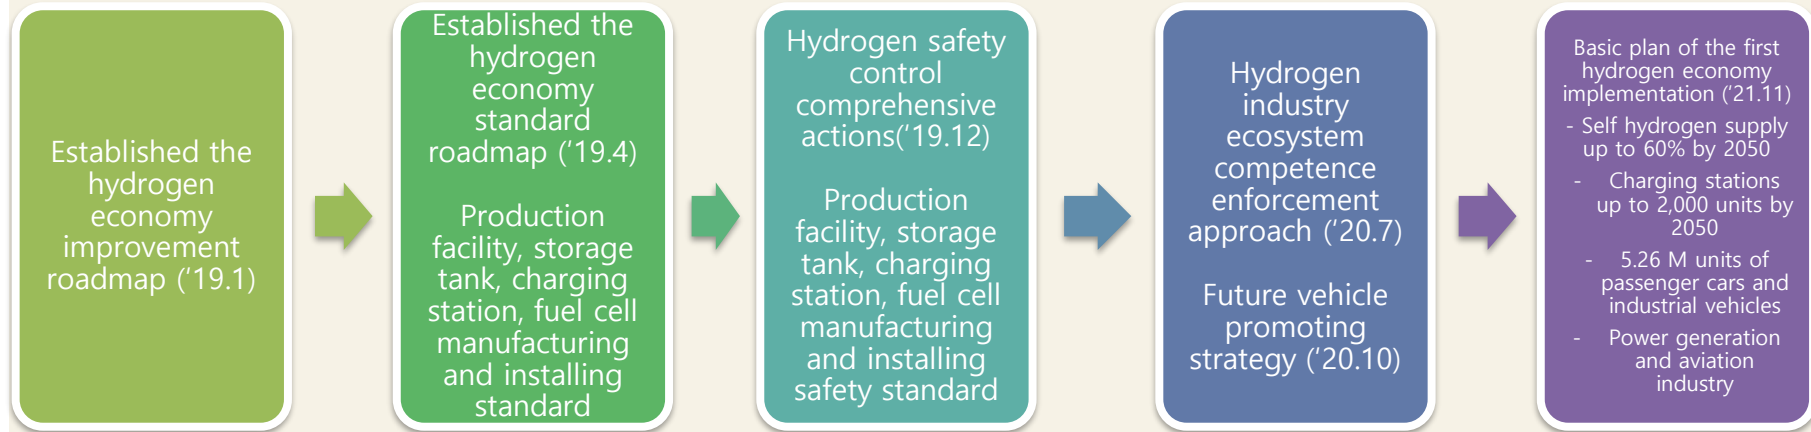 Established the
hydrogen
economy
improvement
roadmap (‘19.1)
Established the
hydrogen
economy
standard
roadmap (‘19.4)
Production
facility, storage
tank, charging
station, fuel cell
manufacturing
and installing
standard
Hydrogen safety
control
comprehensive
actions(‘19.12)
Production
facility, storage
tank, charging
station, fuel cell
manufacturing
and installing
safety standard
Hydrogen
industry
ecosystem
competence
enforcement
approach (‘20.7)
Future vehicle
promoting
strategy (‘20.10)
Basic plan of the first
hydrogen economy
implementation (‘21.11)
- Self hydrogen supply
up to 60% by 2050
- Charging stations
up to 2,000 units by
2050
- 5.26 M units of
passenger cars and
industrial vehicles
- Power generation
and aviation
industry